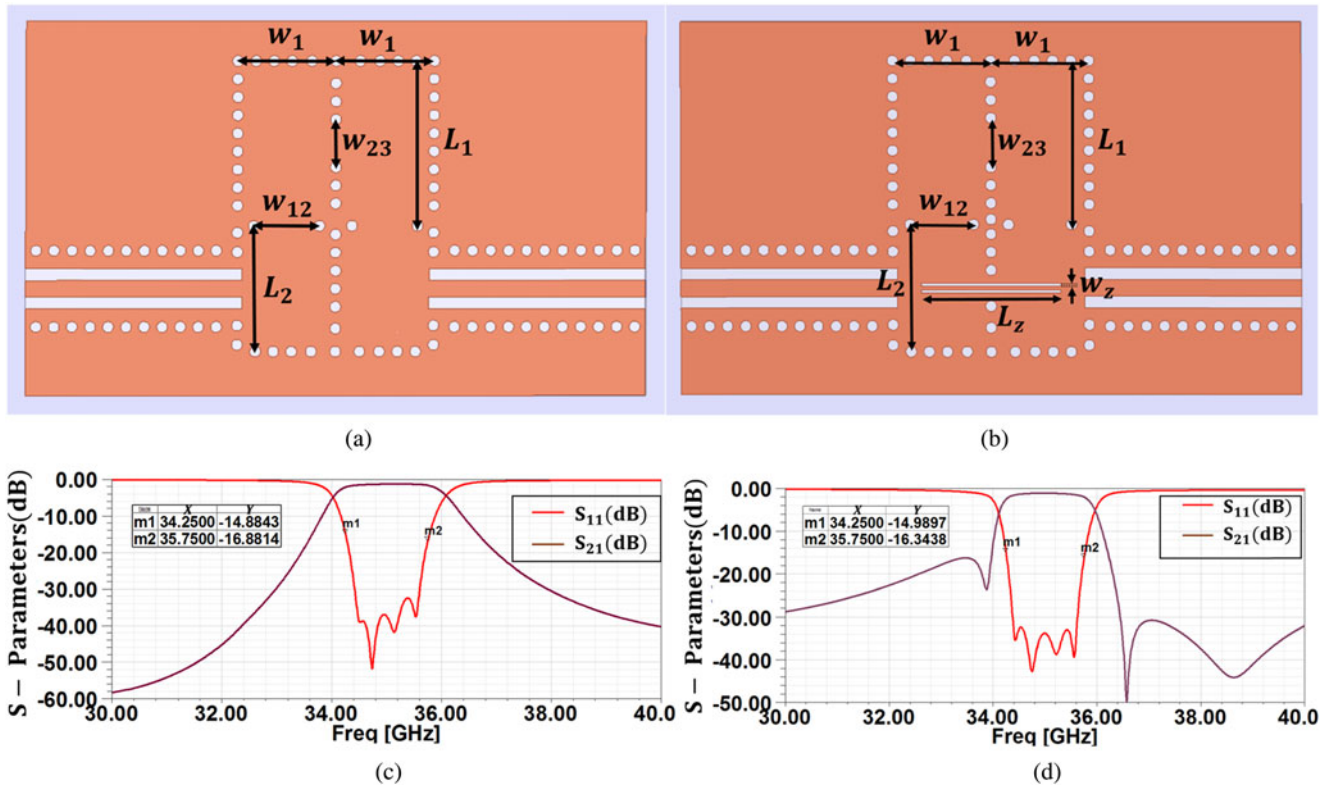 w₁ w₁
w₂₃
L₁
w₁₂
L₂
(a)
w₁ w₁
w₂₃
L₁
w₁₂
L₂
w_z
L_z
(b)
S − Parameters(dB)
0.00
-10.00
-20.00
-30.00
-40.00
-50.00
-60.00
Name X Y
m1 34.2500 -14.8843
m2 35.7500 -16.8814
m1
m2
S₁₁(dB)
S₂₁(dB)
30.00 32.00 34.00 36.00 38.00 40.0
Freq [GHz]
(c)
S − Parameters(dB)
0.00
-10.00
-20.00
-30.00
-40.00
-50.00
Name X Y
m1 34.2500 -14.9897
m2 35.7500 -16.3438
m1
m2
S₁₁(dB)
S₂₁(dB)
30.00 32.00 34.00 36.00 38.00 40.0
Freq [GHz]
(d)